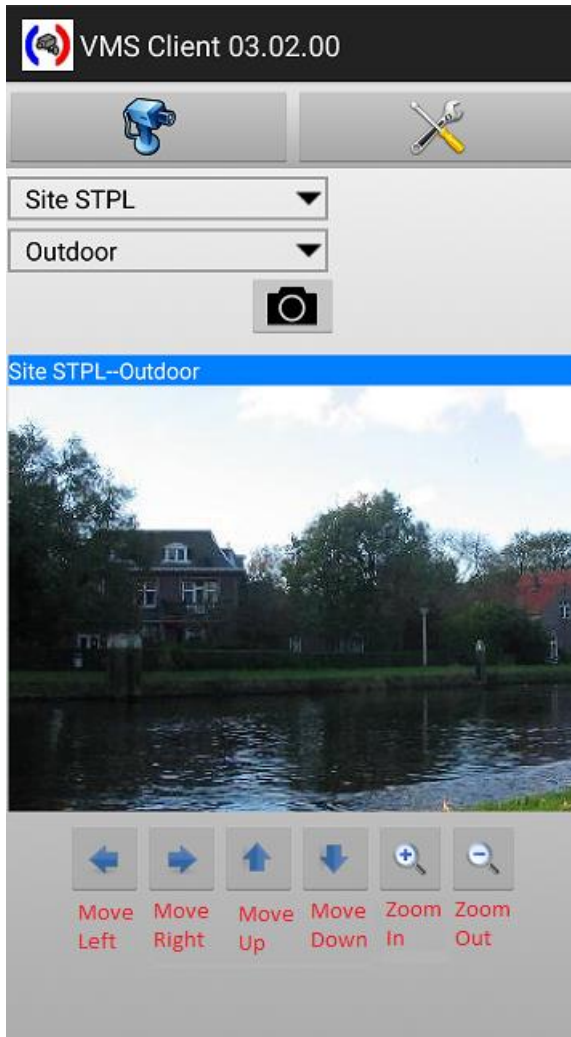 VMS Client 03.02.00
Site STPL
Outdoor
Site STPL--Outdoor
Move Left
Move Right
Move Up
Move Down
Zoom In
Zoom Out